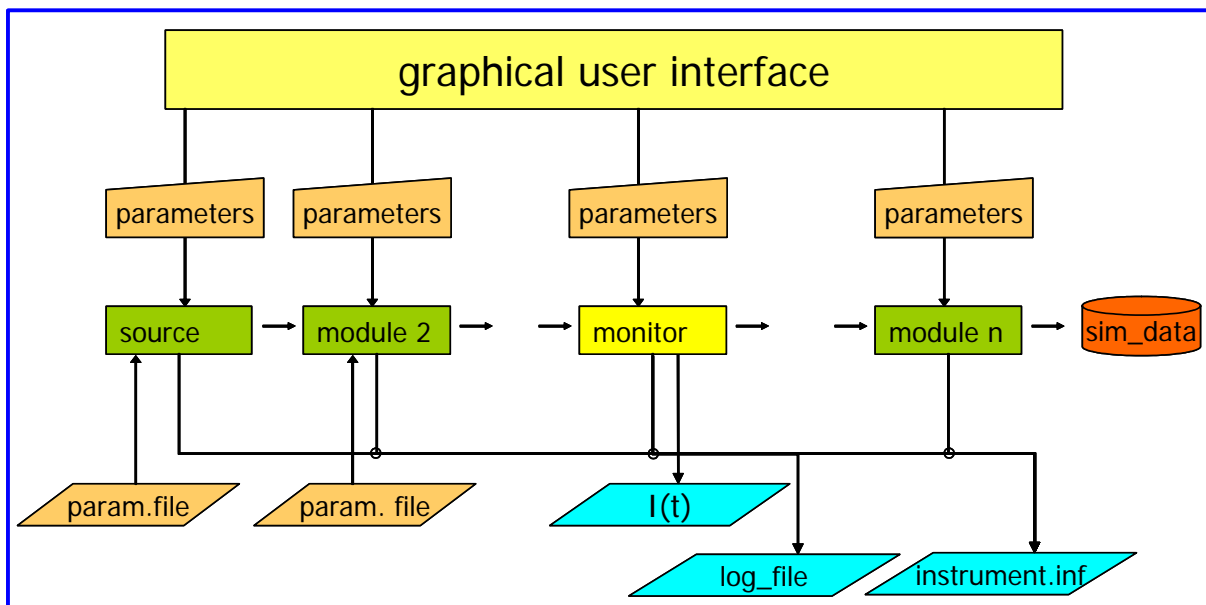 graphical user interface
parameters
parameters
parameters
parameters
source
module 2
monitor
module n
sim_data
param.file
param. file
I(t)
log_file
instrument.inf